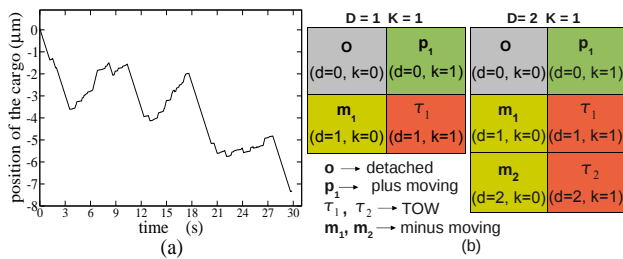 position of the cargo (μm)
0
-1
-2
-3
-4
-5
-6
-7
-8
0 3 6 9 12 15 18 21 24 27 30
time (s)
(a)
D = 1 K = 1
o p₁
(d=0, k=0) (d=0, k=1)
m₁ τ₁
(d=1, k=0) (d=1, k=1)
o → detached
p₁→ plus moving
τ₁, τ₂ → TOW
m₁, m₂ → minus moving
D= 2 K = 1
o p₁
(d=0, k=0) (d=0, k=1)
m₁ τ₁
(d=1, k=0) (d=1, k=1)
m₂ τ₂
(d=2, k=0) (d=2, k=1)
(b)